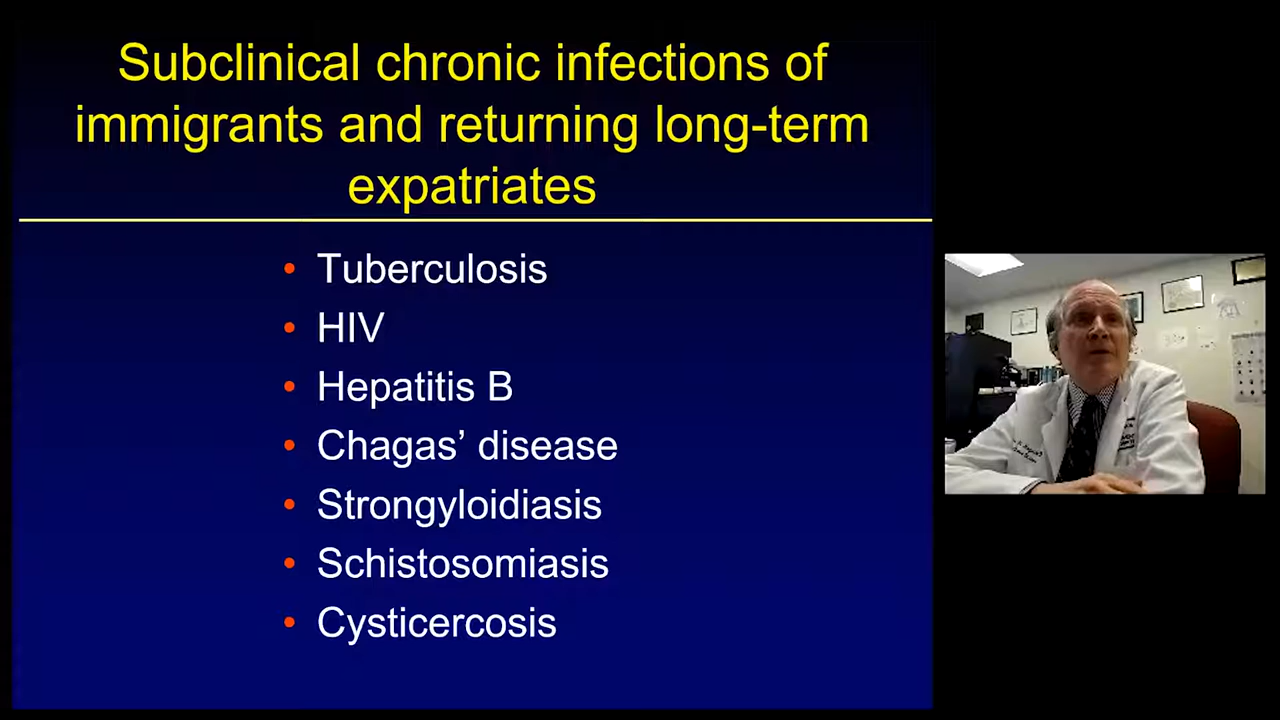 Subclinical chronic infections of
immigrants and returning long-term
expatriates
• Tuberculosis
• HIV
• Hepatitis B
• Chagas’ disease
• Strongyloidiasis
• Schistosomiasis
• Cysticercosis